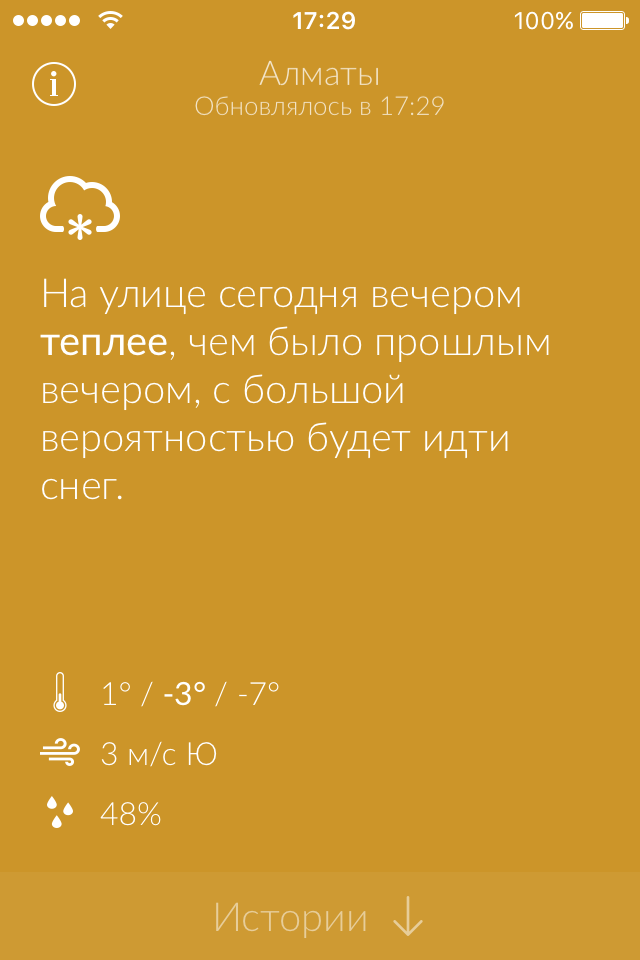 17:29 100%
i
Алматы
Обновлялось в 17:29
На улице сегодня вечером
теплее, чем было прошлым
вечером, с большой
вероятностью будет идти
снег.
1° / -3° / -7°
3 м/с Ю
48%
Истории